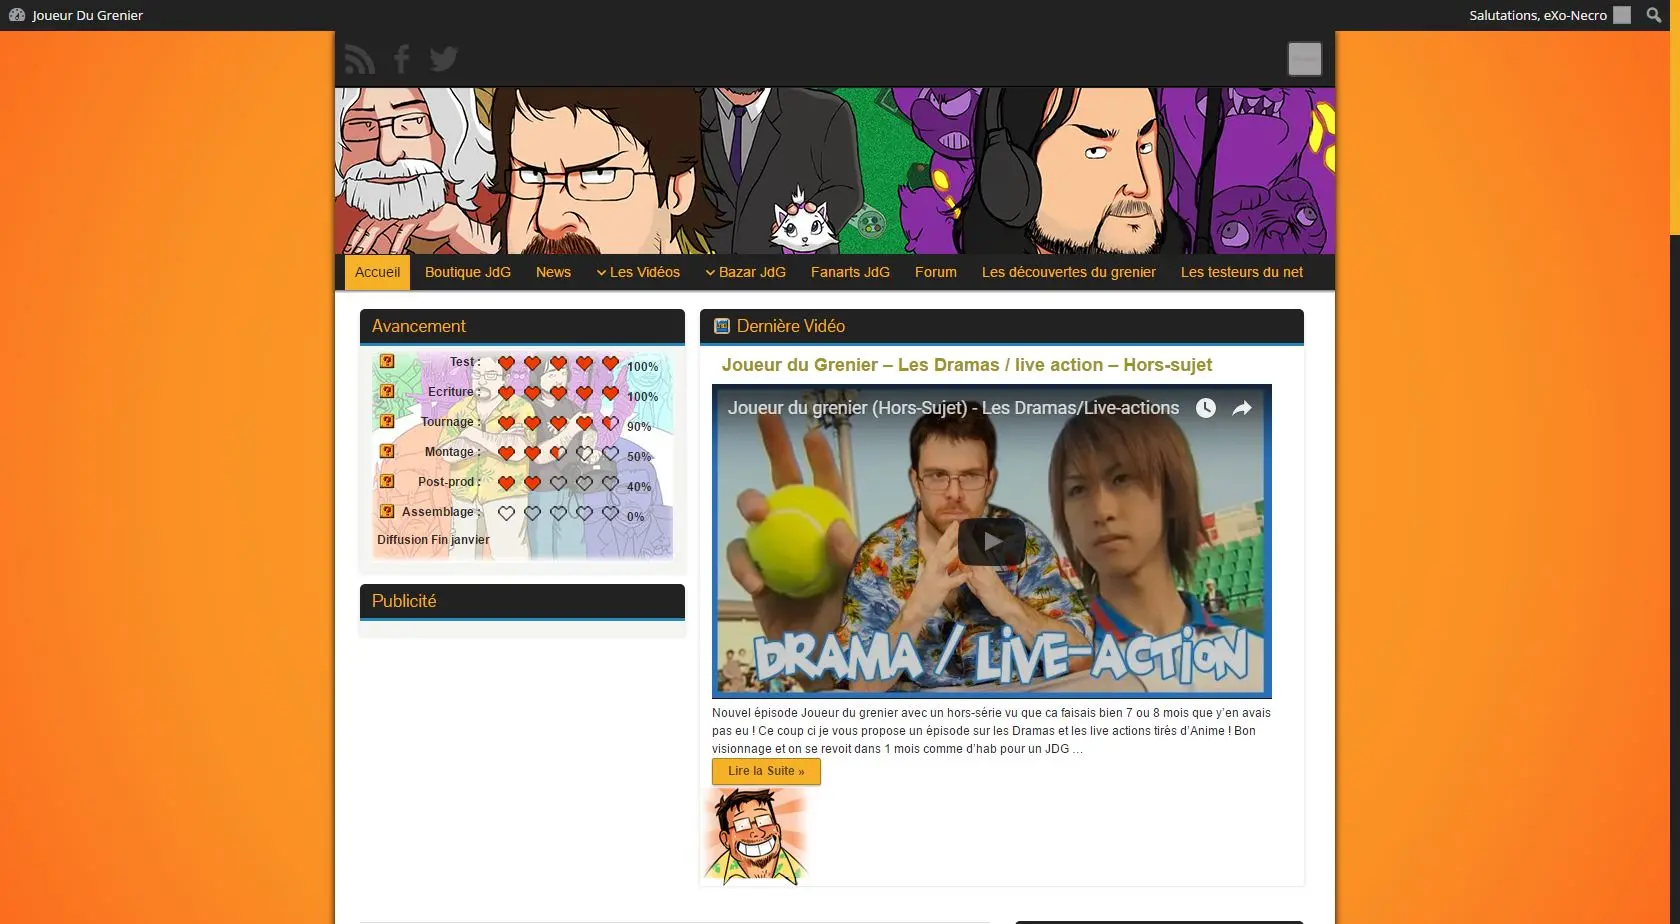 Joueur Du Grenier
Salutations, eXo-Necro
Accueil
Boutique JdG
News
Les Vidéos
Bazar JdG
Fanarts JdG
Forum
Les découvertes du grenier
Les testeurs du net
Avancement
Test : 100%
Ecriture : 100%
Tournage : 90%
Montage : 50%
Post-prod : 40%
Assemblage : 0%
Diffusion Fin janvier
Publicité
Dernière Vidéo
Joueur du Grenier – Les Dramas / live action – Hors-sujet
Joueur du grenier (Hors-Sujet) - Les Dramas/Live-actions
DRAMA / LIVE-ACTION
Nouvel épisode Joueur du grenier avec un hors-série vu que ca faisais bien 7 ou 8 mois que y’en avais
pas eu ! Ce coup ci je vous propose un épisode sur les Dramas et les live actions tirés d’Anime ! Bon
visionnage et on se revoit dans 1 mois comme d’hab pour un JDG …
Lire la Suite »